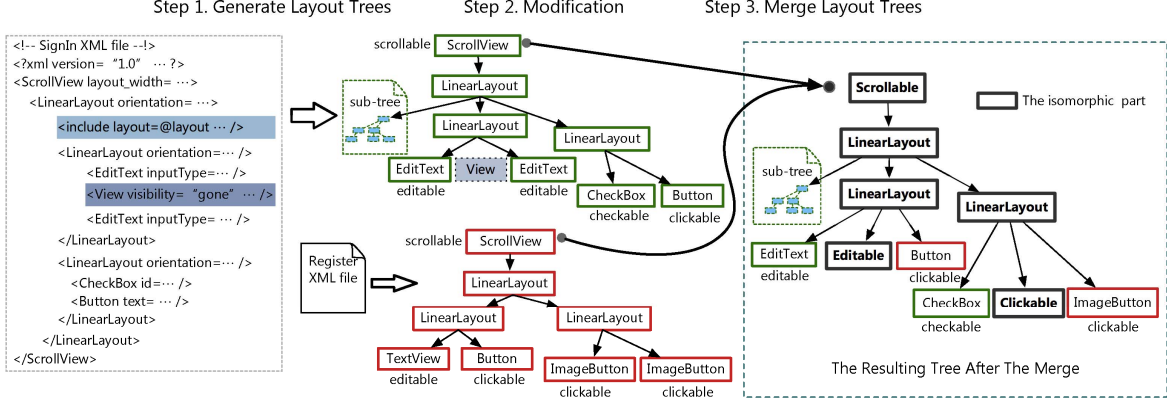 Step 1. Generate Layout Trees
Step 2. Modification
Step 3. Merge Layout Trees
<!-- SignIn XML file --!>
<?xml version= “1.0” ··· ?>
<ScrollView layout_width= ···>
<LinearLayout orientation= ···>
<include layout=@layout ··· />
<LinearLayout orientation=··· />
<EditText inputType=··· />
<View visibility= “gone” ··· />
<EditText inputType= ··· />
</LinearLayout>
<LinearLayout orientation=··· />
<CheckBox id=··· />
<Button text= ··· />
</LinearLayout>
</LinearLayout>
</ScrollView>
scrollable
ScrollView
LinearLayout
sub-tree
LinearLayout
LinearLayout
EditText
View
EditText
editable
editable
CheckBox
Button
checkable
clickable
Register
XML file
scrollable
ScrollView
LinearLayout
LinearLayout
LinearLayout
TextView
Button
editable
clickable
ImageButton
ImageButton
clickable
clickable
Scrollable
The isomorphic part
LinearLayout
sub-tree
LinearLayout
LinearLayout
EditText
Editable
Button
editable
clickable
CheckBox
Clickable
ImageButton
checkable
clickable
The Resulting Tree After The Merge